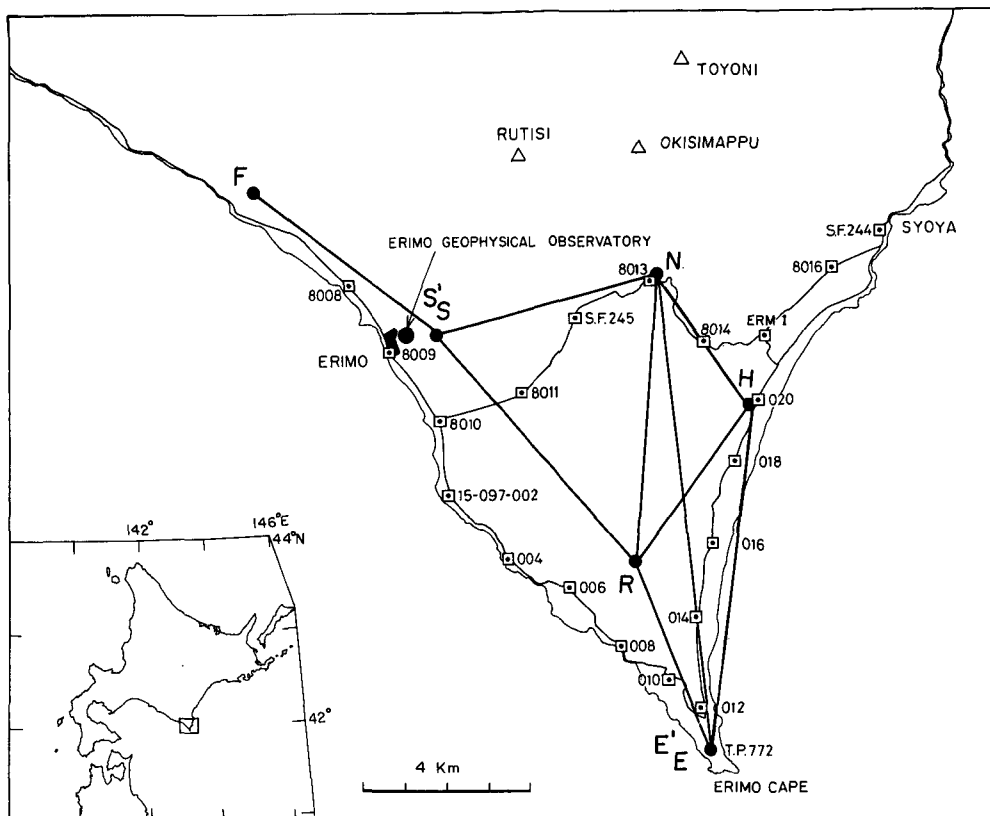 TOYONI
RUTISI
OKISIMAPPU
F
S.F.244
SYOYA
ERIMO GEOPHYSICAL OBSERVATORY
8013
N
8016
8008
S'S
S.F.245
8014
ERM I
ERIMO
8009
H
020
8011
8010
018
15-097-002
142°
146°E
44°N
016
004
R
006
014
008
010
42°
012
E'E
T.P.772
4 Km
ERIMO CAPE